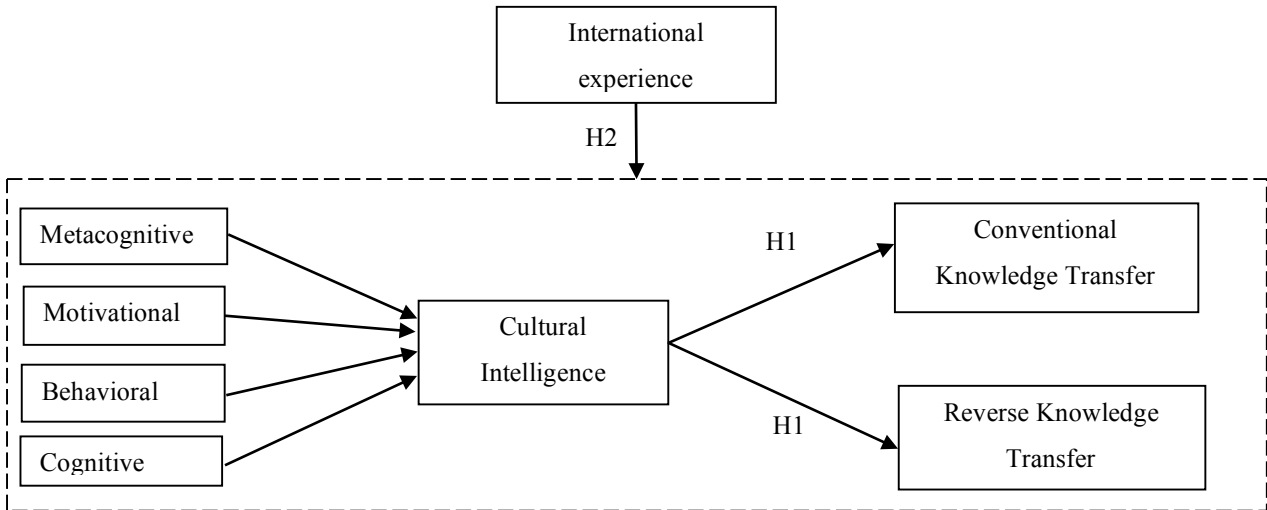 International
experience
H2
Metacognitive
Motivational
Behavioral
Cognitive
Cultural
Intelligence
H1
Conventional
Knowledge Transfer
H1
Reverse Knowledge
Transfer